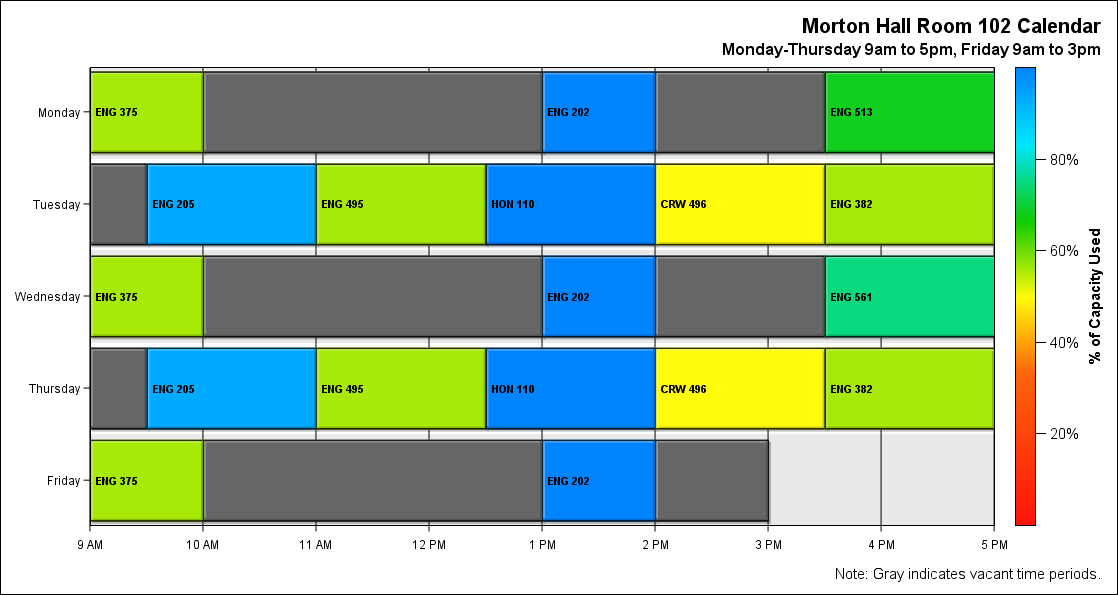 Morton Hall Room 102 Calendar
Monday-Thursday 9am to 5pm, Friday 9am to 3pm
Monday
ENG 375
ENG 202
ENG 513
Tuesday
ENG 205
ENG 495
HON 110
CRW 496
ENG 382
Wednesday
ENG 375
ENG 202
ENG 561
Thursday
ENG 205
ENG 495
HON 110
CRW 496
ENG 382
Friday
ENG 375
ENG 202
9 AM
10 AM
11 AM
12 PM
1 PM
2 PM
3 PM
4 PM
5 PM
80%
60%
40%
20%
% of Capacity Used
Note: Gray indicates vacant time periods.